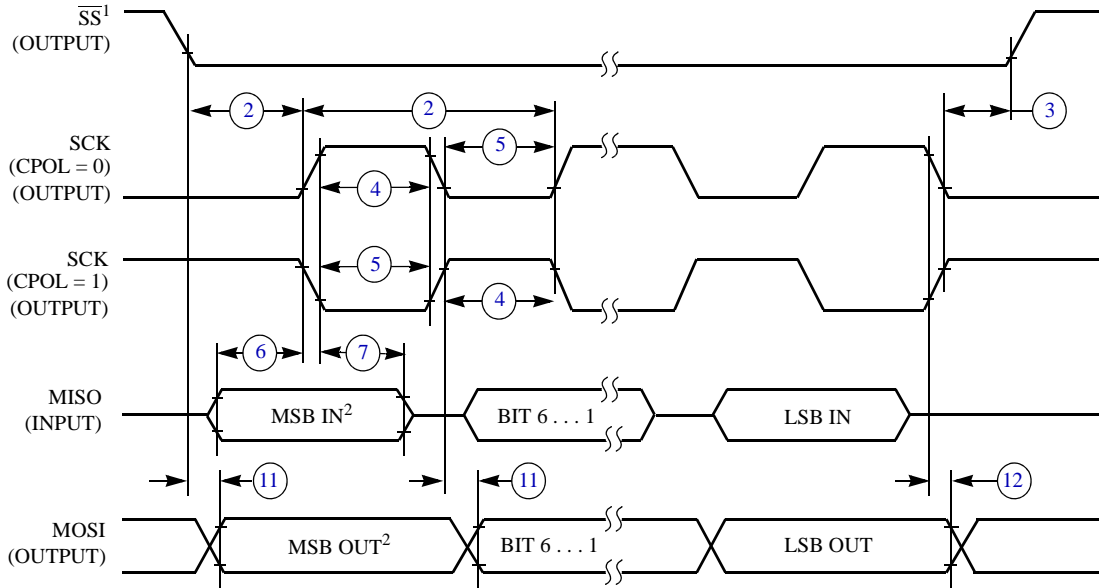 SS¹
(OUTPUT)
2
2
3
SCK
(CPOL = 0)
(OUTPUT)
5
4
SCK
(CPOL = 1)
(OUTPUT)
5
4
6
7
MISO
(INPUT)
MSB IN²
BIT 6 . . . 1
LSB IN
11
11
12
MOSI
(OUTPUT)
MSB OUT²
BIT 6 . . . 1
LSB OUT